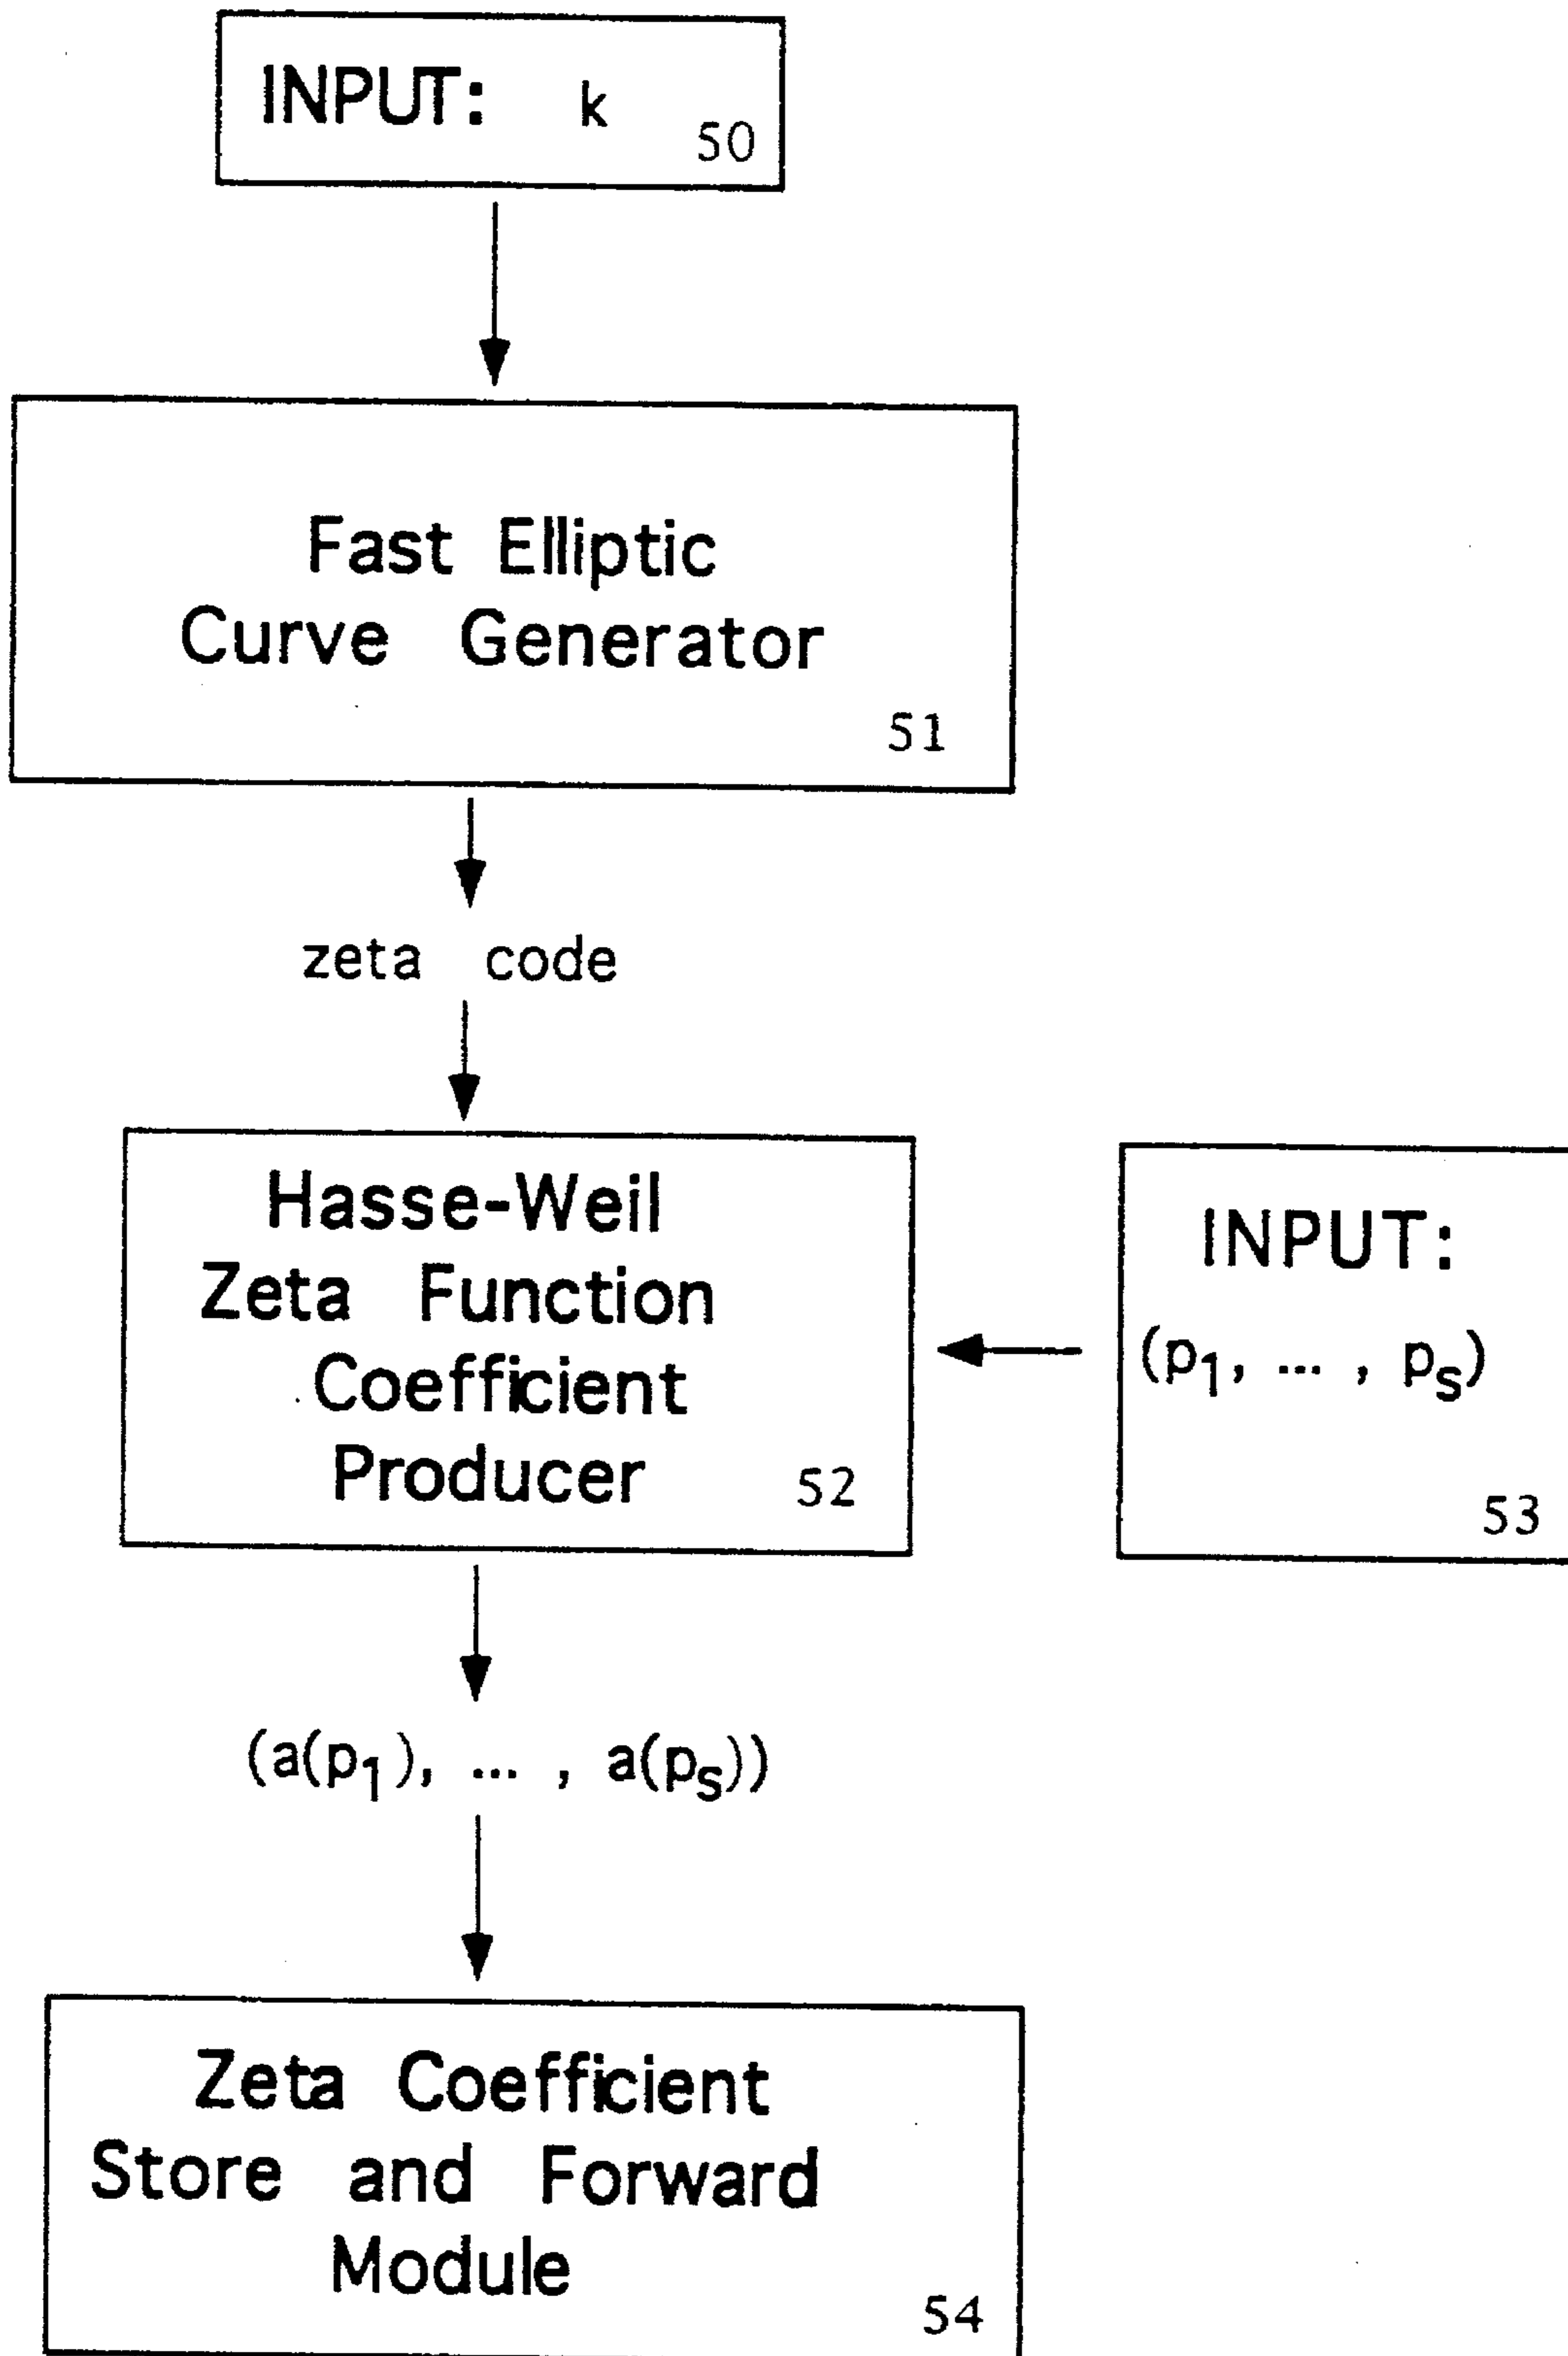 INPUT: k
50
Fast Elliptic
Curve Generator
51
zeta code
Hasse-Weil
Zeta Function
Coefficient
Producer
52
INPUT:
(p₁, ... , pₛ)
53
(a(p₁), ... , a(pₛ))
Zeta Coefficient
Store and Forward
Module
54